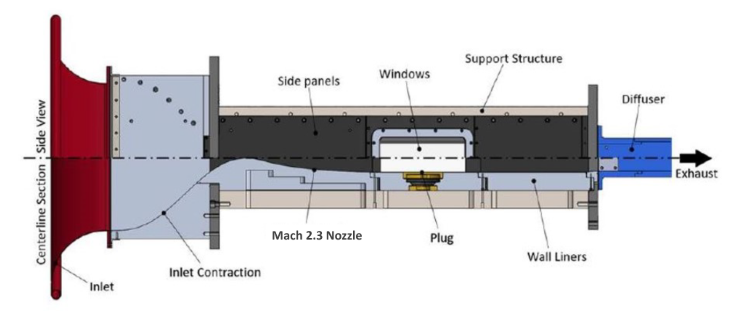 Support Structure
Windows
Side panels
Diffuser
Centerline Section Side View
Exhaust
Mach 2.3 Nozzle
Plug
Wall Liners
Inlet Contraction
Inlet